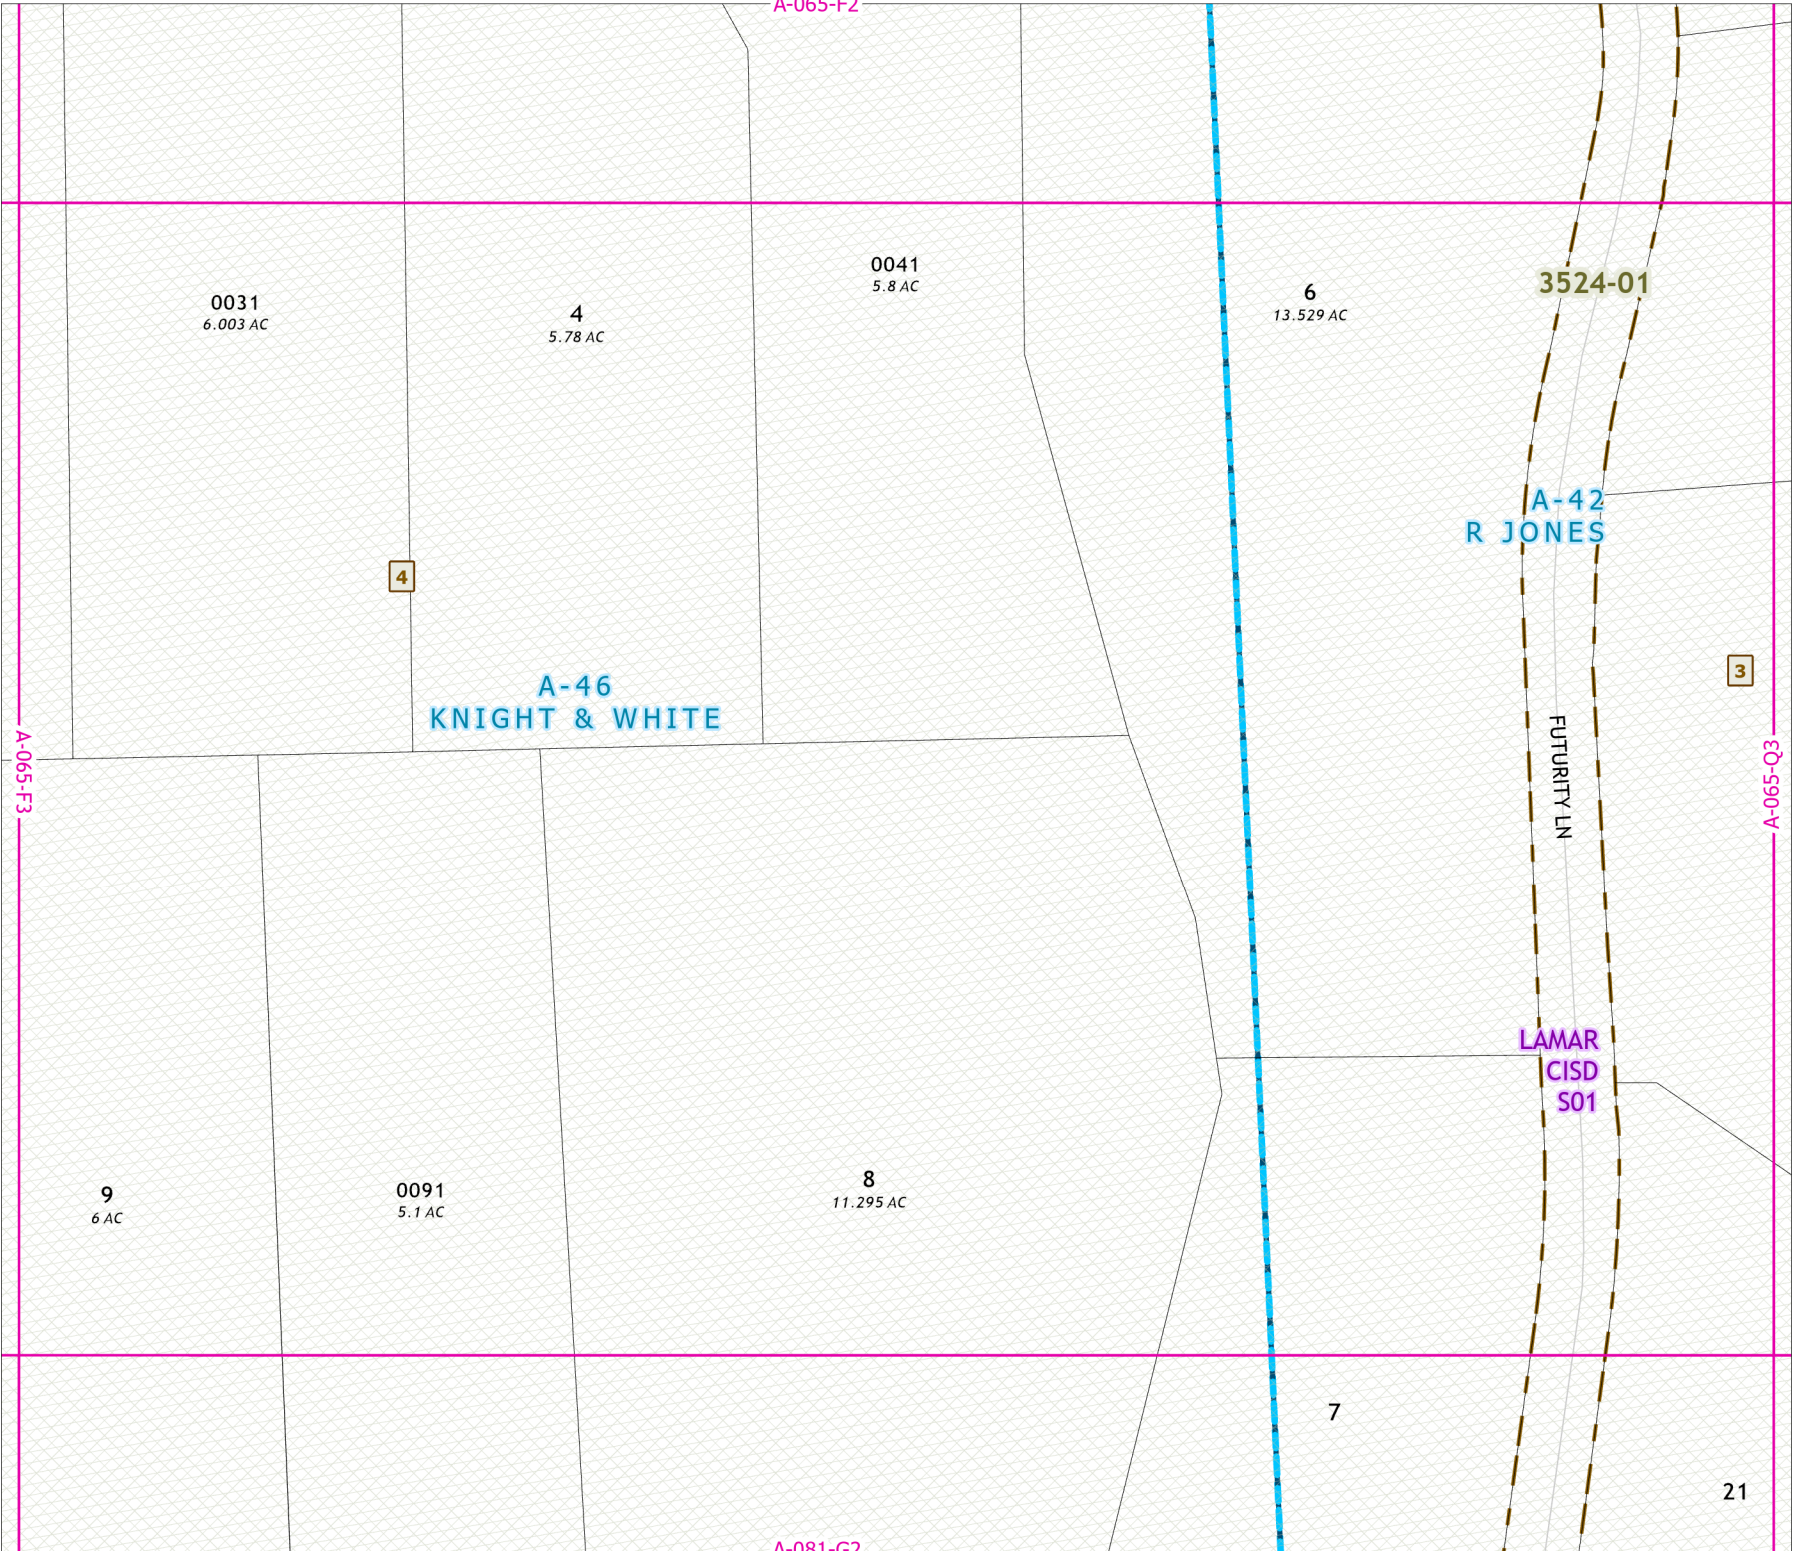 A-065-F2
0041
5.8 AC
3524-01
6
13.529 AC
0031
6.003 AC
4
5.78 AC
A-42
R JONES
4
3
A-46
KNIGHT & WHITE
A-065-F3
FUTURITY LN
A-065-Q3
LAMAR
CISD
S01
8
11.295 AC
0091
5.1 AC
9
6 AC
7
21
A-081-G2